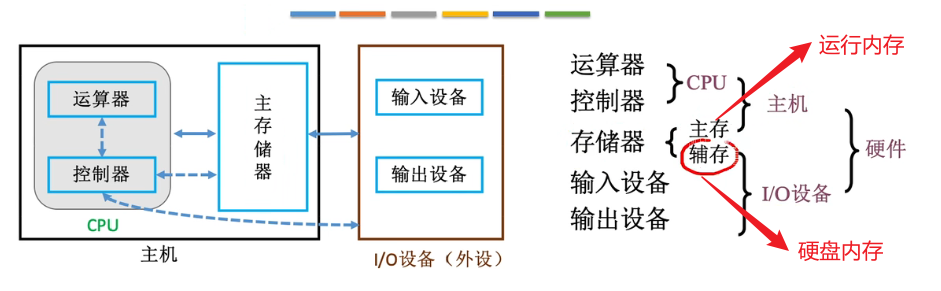 运算器
控制器
CPU
主存储器
主机
输入设备
输出设备
I/O设备（外设）
运算器
控制器
CPU
存储器
主存
辅存
主机
输入设备
输出设备
I/O设备
硬件
运行内存
硬盘内存